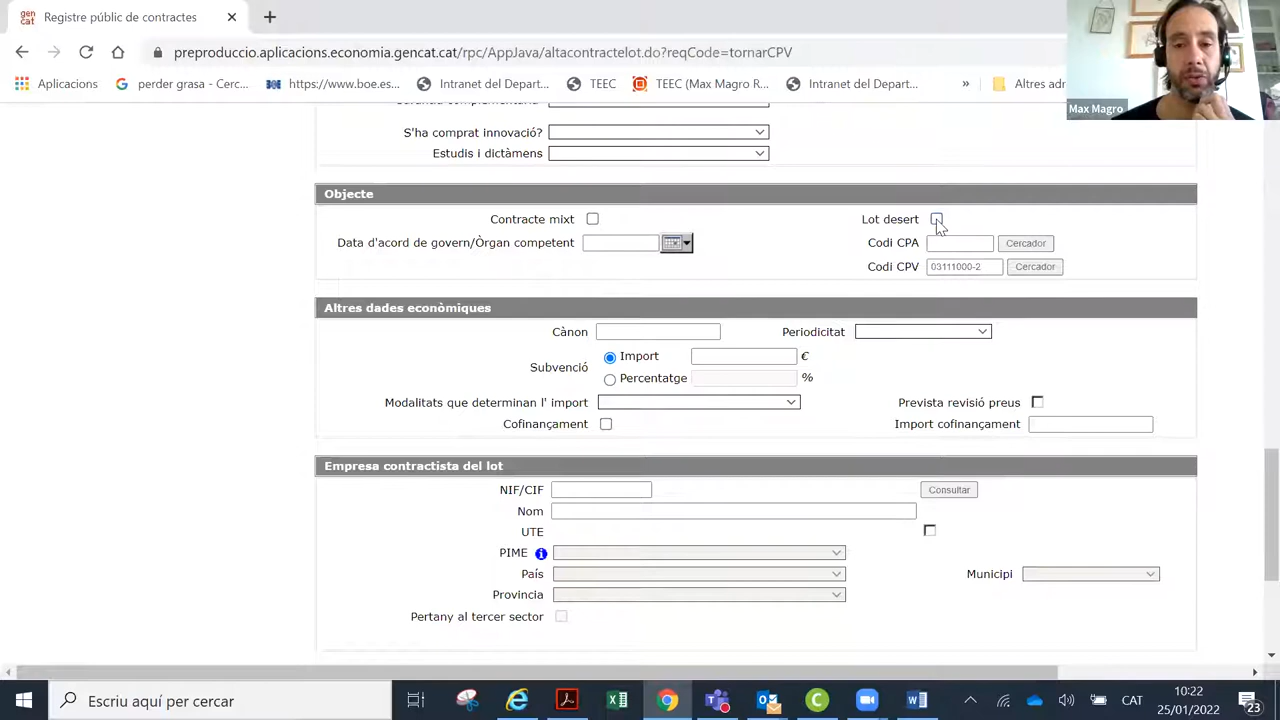 gen
cat
Registre públic de contractes
preproduccio.aplicacions.economia.gencat.cat/rpc/AppJava/altacontractelot.do?reqCode=tornarCPV
Aplicacions
perder grasa - Cerc...
https://www.boe.es...
Intranet del Depart...
TEEC
TEEC (Max Magro R...
Intranet del Depart...
»
Altres adr
Max Magro
Garantia complementària
S'ha comprat innovació?
Estudis i dictàmens
Objecte
Contracte mixt
Lot desert
Data d'acord de govern/Òrgan competent
Codi CPA
Cercador
Codi CPV
03111000-2
Cercador
Altres dades econòmiques
Cànon
Periodicitat
Subvenció
Import
€
Percentatge
%
Modalitats que determinan l' import
Prevista revisió preus
Cofinançament
Import cofinançament
Empresa contractista del lot
NIF/CIF
Consultar
Nom
UTE
PIME
País
Municipi
Provincia
Pertany al tercer sector
Escriu aquí per cercar
CAT
10:22
25/01/2022
23